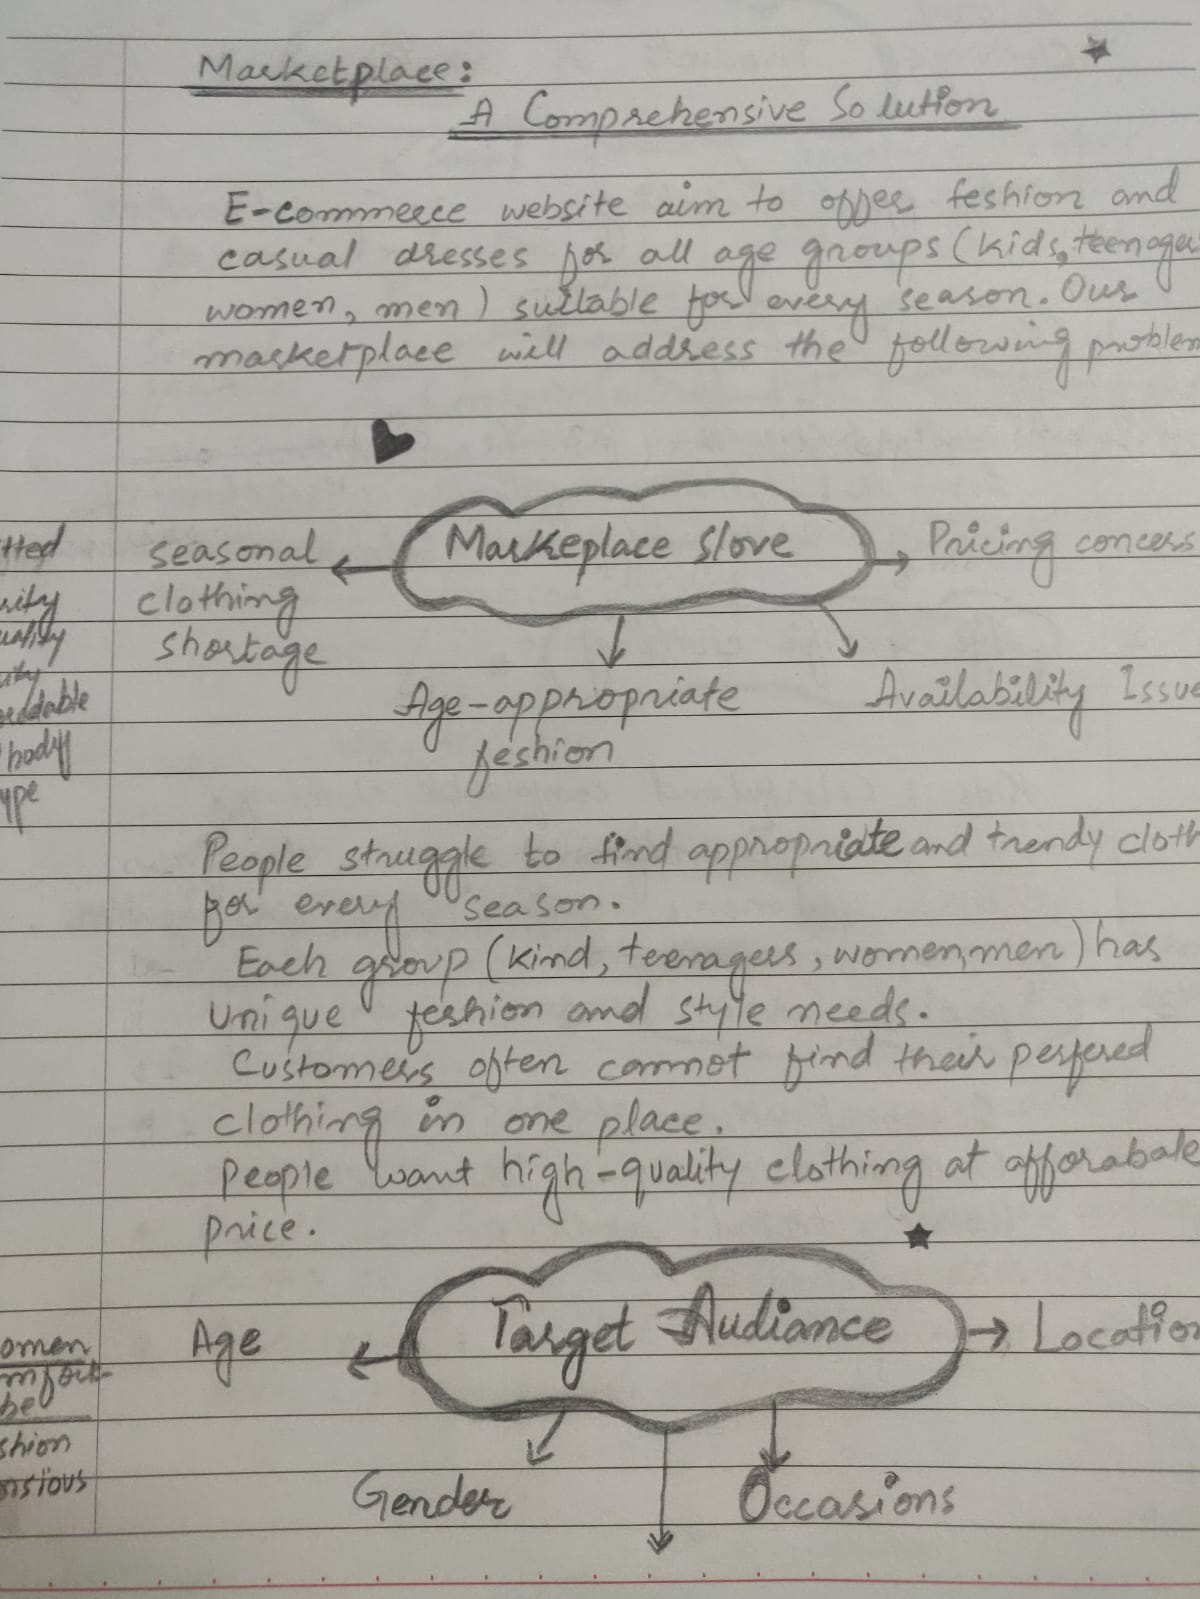 Marketplace:
A Comprehensive Solution
E-commerce website aim to offer feshion and
casual dresses for all age groups (kids, teenager
women, men) suitable for every season. Our
marketplace will address the following problem
Markeplace Slove
seasonal
clothing
shortage
Pricing concers
Age-appropriate
feshion
Availability Issue
tted
rity
uality
ity
reddable
body
ype
People struggle to find appropriate and trendy cloth
for every season.
Each group (kind, teenagers, women, men) has
unique feshion and style needs.
Customers often cannot find their perfered
clothing in one place.
People want high-quality clothing at afforabale
price.
Target Audiance
Age
Location
Gender
Occasions
omen
mfort-
bel
shion
nsious